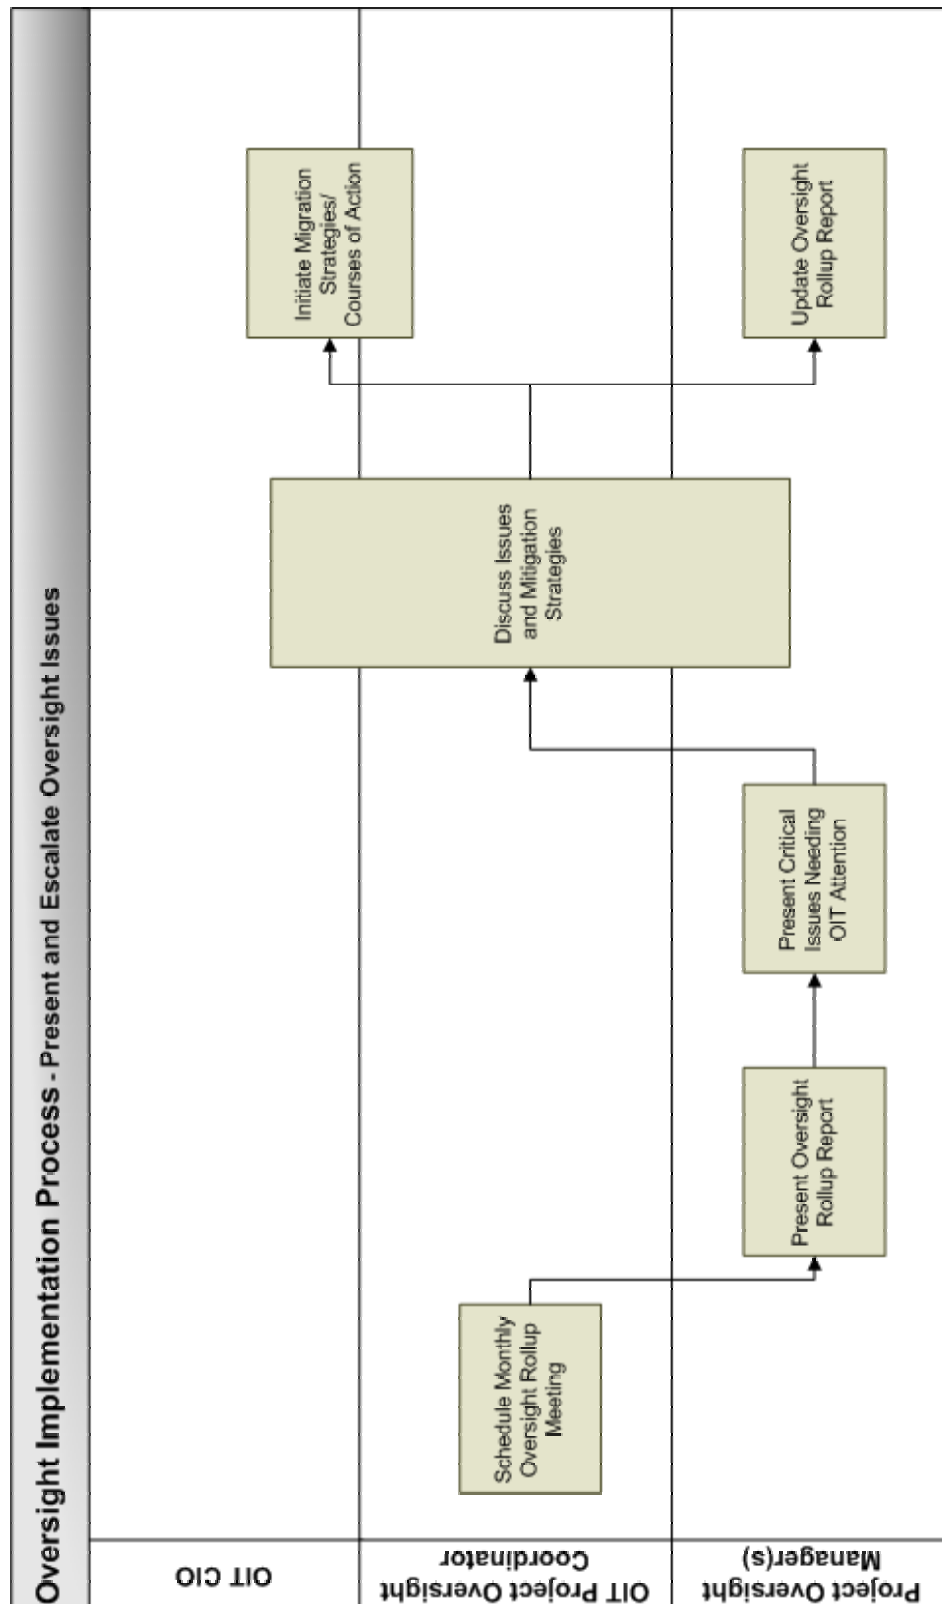 Oversight Implementation Process - Present and Escalate Oversight Issues
OIT CIO
OIT Project Oversight
Coordinator
Project Oversight
Manager(s)
Schedule Monthly
Oversight Rollup
Meeting
Present Oversight
Rollup Report
Present Critical
Issues Needing
OIT Attention
Discuss Issues
and Mitigation
Strategies
Initiate Migration
Strategies/
Courses of Action
Update Oversight
Rollup Report